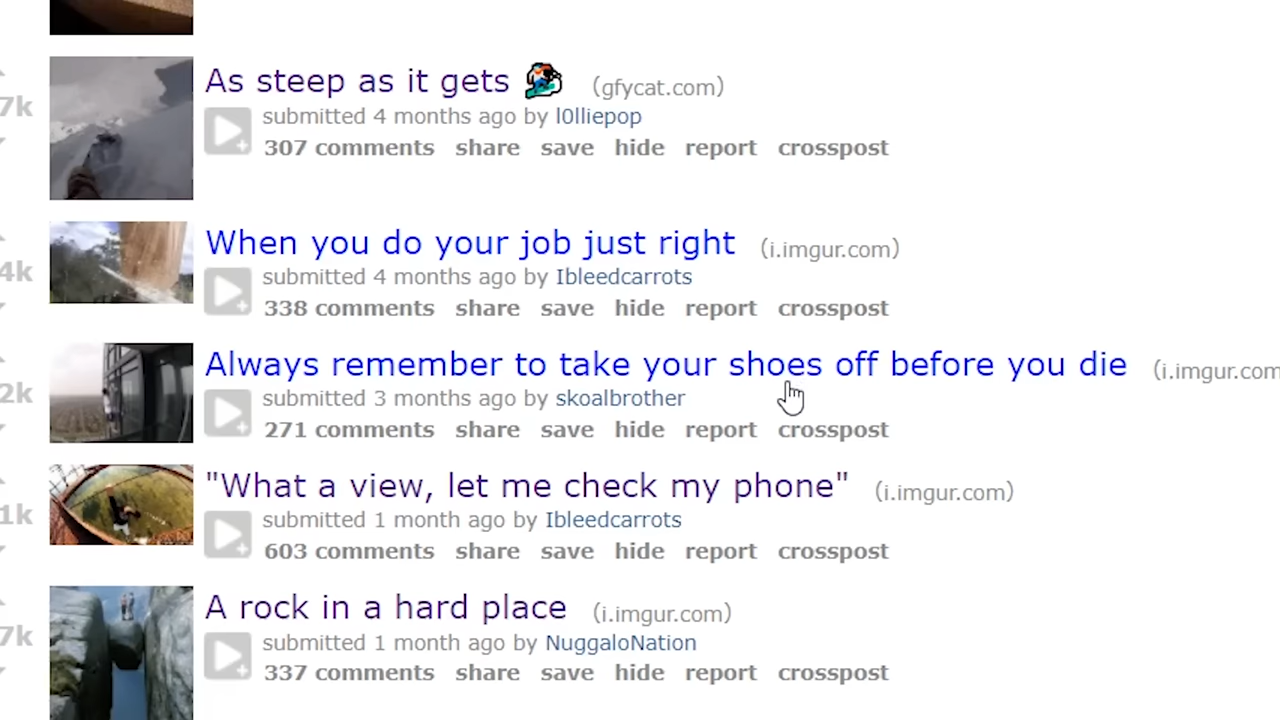 As steep as it gets 🏂 (gfycat.com)
7k
submitted 4 months ago by l0lliepop
307 comments share save hide report crosspost
When you do your job just right (i.imgur.com)
4k
submitted 4 months ago by Ibleedcarrots
338 comments share save hide report crosspost
Always remember to take your shoes off before you die (i.imgur.com
2k
submitted 3 months ago by skoalbrother
271 comments share save hide report crosspost
"What a view, let me check my phone" (i.imgur.com)
1k
submitted 1 month ago by Ibleedcarrots
603 comments share save hide report crosspost
A rock in a hard place (i.imgur.com)
7k
submitted 1 month ago by NuggaloNation
337 comments share save hide report crosspost